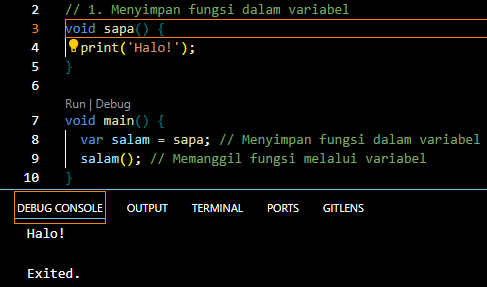 2 // 1. Menyimpan fungsi dalam variabel
3 void sapa() {
4 print('Halo!');
5 }
6
Run | Debug
7 void main() {
8 var salam = sapa; // Menyimpan fungsi dalam variabel
9 salam(); // Memanggil fungsi melalui variabel
10 }
DEBUG CONSOLE OUTPUT TERMINAL PORTS GITLENS
Halo!
Exited.